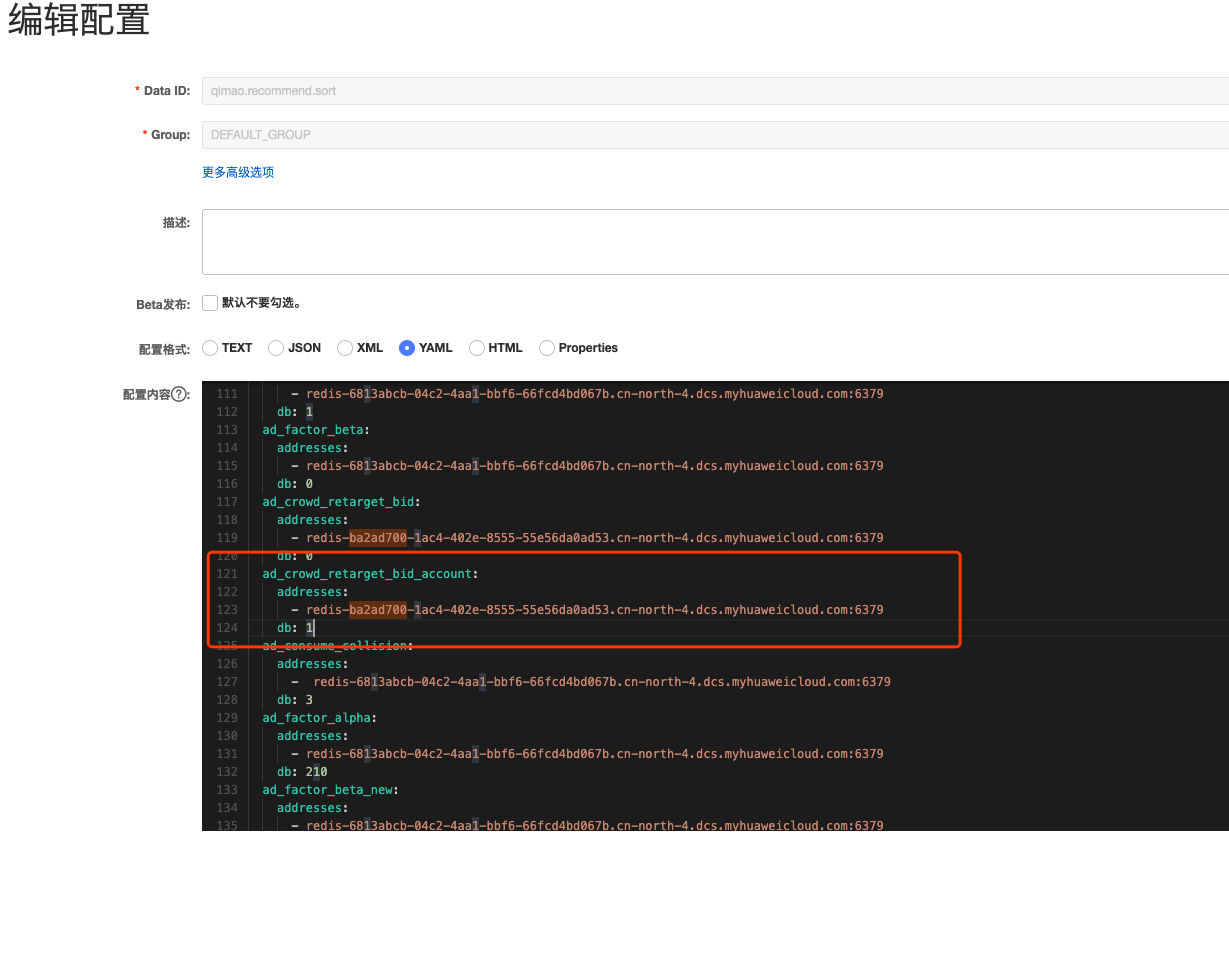 编辑配置
* Data ID: qimao.recommend.sort
* Group: DEFAULT_GROUP
更多高级选项
描述:
Beta发布: 默认不要勾选。
配置格式: TEXT JSON XML YAML HTML Properties
配置内容?:
111 - redis-6813abcb-04c2-4aa1-bbf6-66fcd4bd067b.cn-north-4.dcs.myhuaweicloud.com:6379
112 db: 1
113 ad_factor_beta:
114 addresses:
115 - redis-6813abcb-04c2-4aa1-bbf6-66fcd4bd067b.cn-north-4.dcs.myhuaweicloud.com:6379
116 db: 0
117 ad_crowd_retarget_bid:
118 addresses:
119 - redis-ba2ad700-1ac4-402e-8555-55e56da0ad53.cn-north-4.dcs.myhuaweicloud.com:6379
120 db: 0
121 ad_crowd_retarget_bid_account:
122 addresses:
123 - redis-ba2ad700-1ac4-402e-8555-55e56da0ad53.cn-north-4.dcs.myhuaweicloud.com:6379
124 db: 1
125 ad_consume_collision:
126 addresses:
127 - redis-6813abcb-04c2-4aa1-bbf6-66fcd4bd067b.cn-north-4.dcs.myhuaweicloud.com:6379
128 db: 3
129 ad_factor_alpha:
130 addresses:
131 - redis-6813abcb-04c2-4aa1-bbf6-66fcd4bd067b.cn-north-4.dcs.myhuaweicloud.com:6379
132 db: 210
133 ad_factor_beta_new:
134 addresses:
135 - redis-6813abcb-04c2-4aa1-bbf6-66fcd4bd067b.cn-north-4.dcs.myhuaweicloud.com:6379